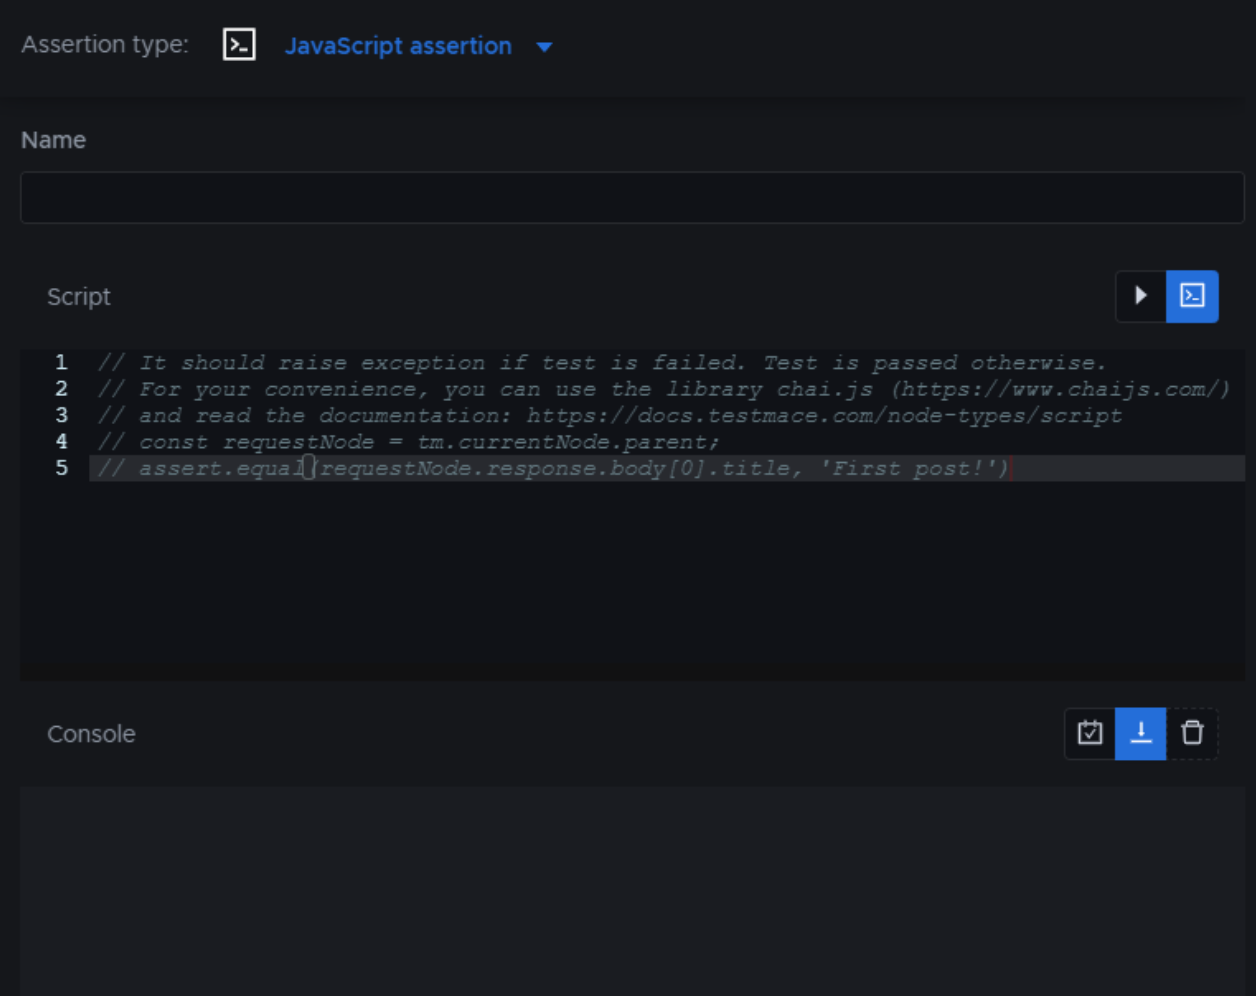 Assertion type: JavaScript assertion
Name
Script
1 // It should raise exception if test is failed. Test is passed otherwise.
2 // For your convenience, you can use the library chai.js (https://www.chaijs.com/)
3 // and read the documentation: https://docs.testmace.com/node-types/script
4 // const requestNode = tm.currentNode.parent;
5 // assert.equal(requestNode.response.body[0].title, 'First post!')
Console